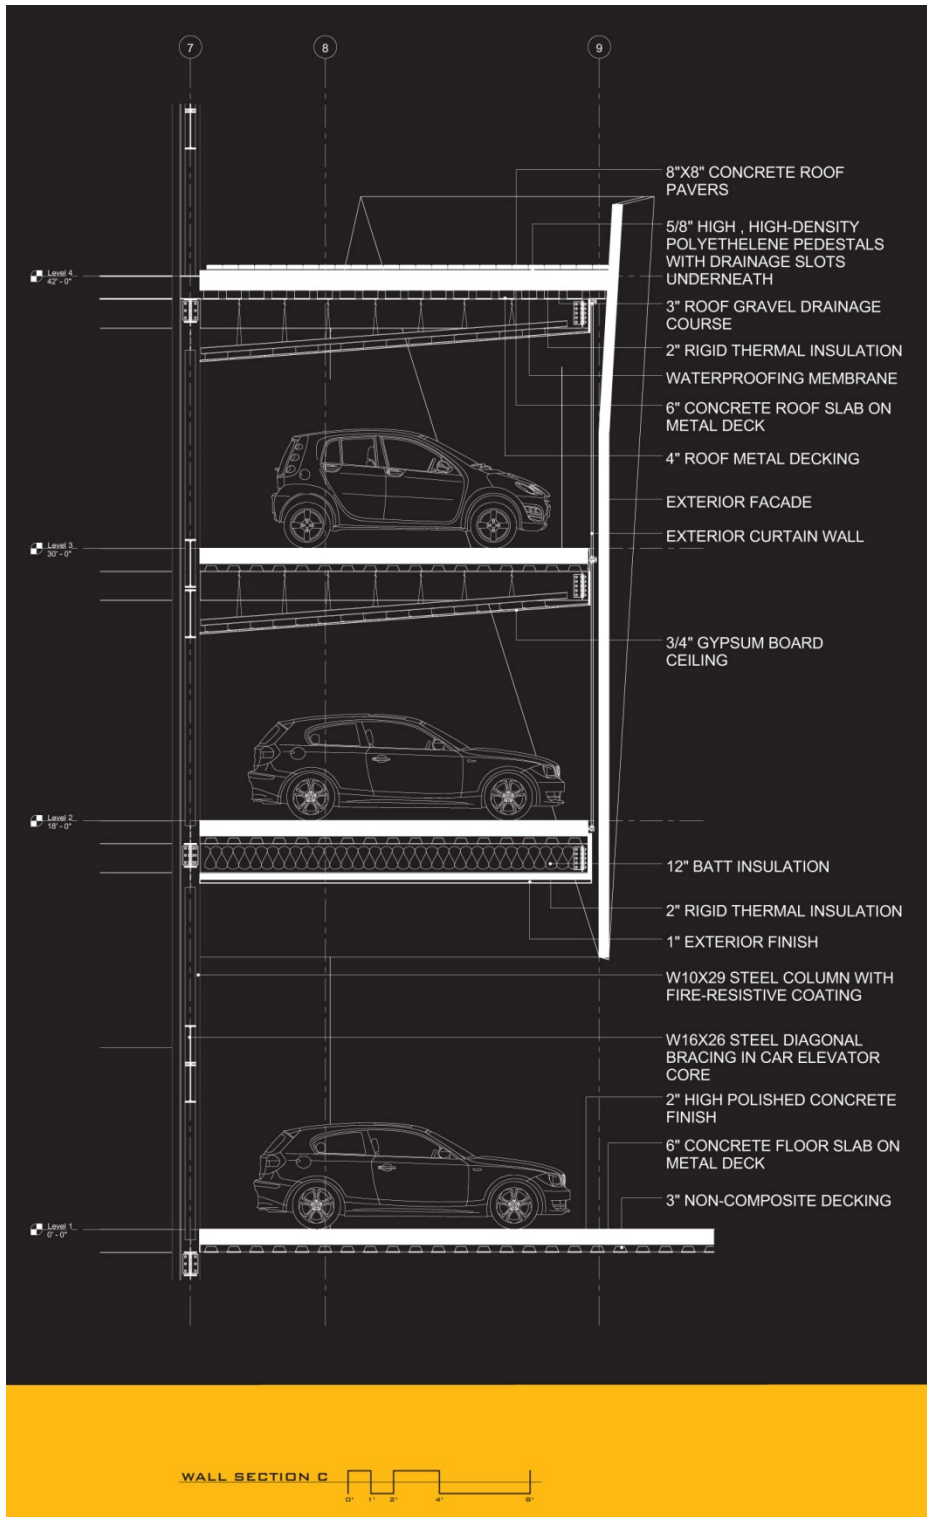 7
8
9
8"X8" CONCRETE ROOF
PAVERS
5/8" HIGH , HIGH-DENSITY
POLYETHELENE PEDESTALS
WITH DRAINAGE SLOTS
UNDERNEATH
Level 4
42' - 0"
3" ROOF GRAVEL DRAINAGE
COURSE
2" RIGID THERMAL INSULATION
WATERPROOFING MEMBRANE
6" CONCRETE ROOF SLAB ON
METAL DECK
4" ROOF METAL DECKING
EXTERIOR FACADE
EXTERIOR CURTAIN WALL
Level 3
30' - 0"
3/4" GYPSUM BOARD
CEILING
Level 2
18' - 0"
12" BATT INSULATION
2" RIGID THERMAL INSULATION
1" EXTERIOR FINISH
W10X29 STEEL COLUMN WITH
FIRE-RESISTIVE COATING
W16X26 STEEL DIAGONAL
BRACING IN CAR ELEVATOR
CORE
2" HIGH POLISHED CONCRETE
FINISH
6" CONCRETE FLOOR SLAB ON
METAL DECK
3" NON-COMPOSITE DECKING
Level 1
0' - 0"
WALL SECTION C
0' 1' 2' 4' 8'